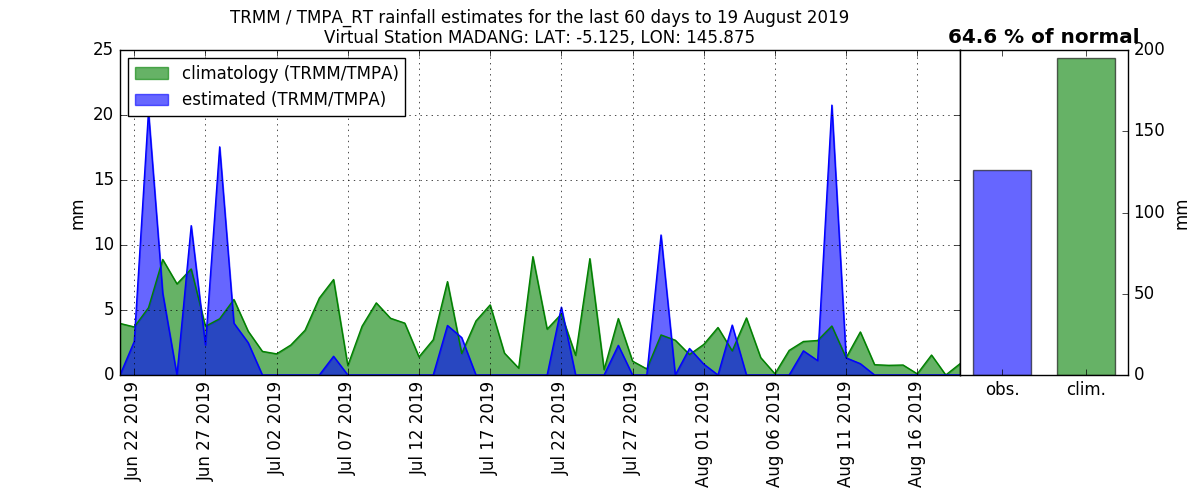 TRMM / TMPA_RT rainfall estimates for the last 60 days to 19 August 2019
Virtual Station MADANG: LAT: -5.125, LON: 145.875
64.6 % of normal
climatology (TRMM/TMPA)
estimated (TRMM/TMPA)
25
20
15
10
5
0
mm
Jun 22 2019
Jun 27 2019
Jul 02 2019
Jul 07 2019
Jul 12 2019
Jul 17 2019
Jul 22 2019
Jul 27 2019
Aug 01 2019
Aug 06 2019
Aug 11 2019
Aug 16 2019
obs.
clim.
200
150
100
50
0
mm